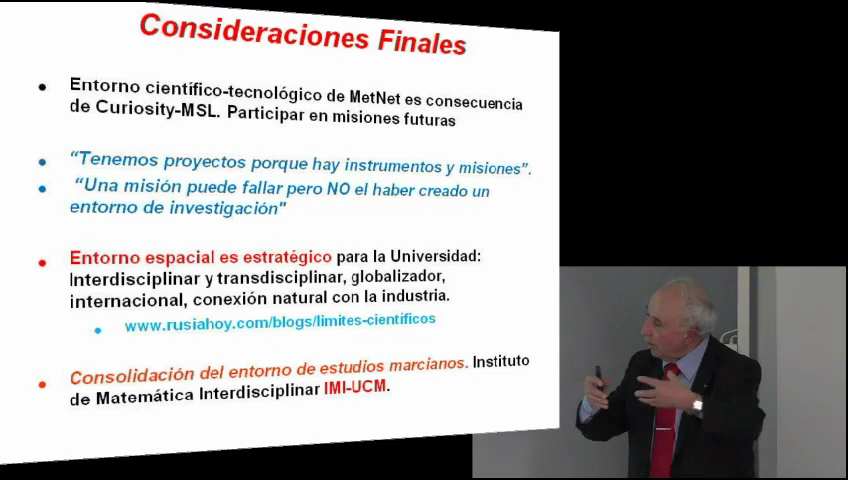 Consideraciones Finales
Entorno científico-tecnológico de MetNet es consecuencia
de Curiosity-MSL. Participar en misiones futuras
“Tenemos proyectos porque hay instrumentos y misiones”.
“Una misión puede fallar pero NO el haber creado un
entorno de investigación"
Entorno espacial es estratégico para la Universidad:
Interdisciplinar y transdisciplinar, globalizador,
internacional, conexión natural con la industria.
www.rusiahoy.com/blogs/limites-científicos
Consolidación del entorno de estudios marcianos. Instituto
de Matemática Interdisciplinar IMI-UCM.